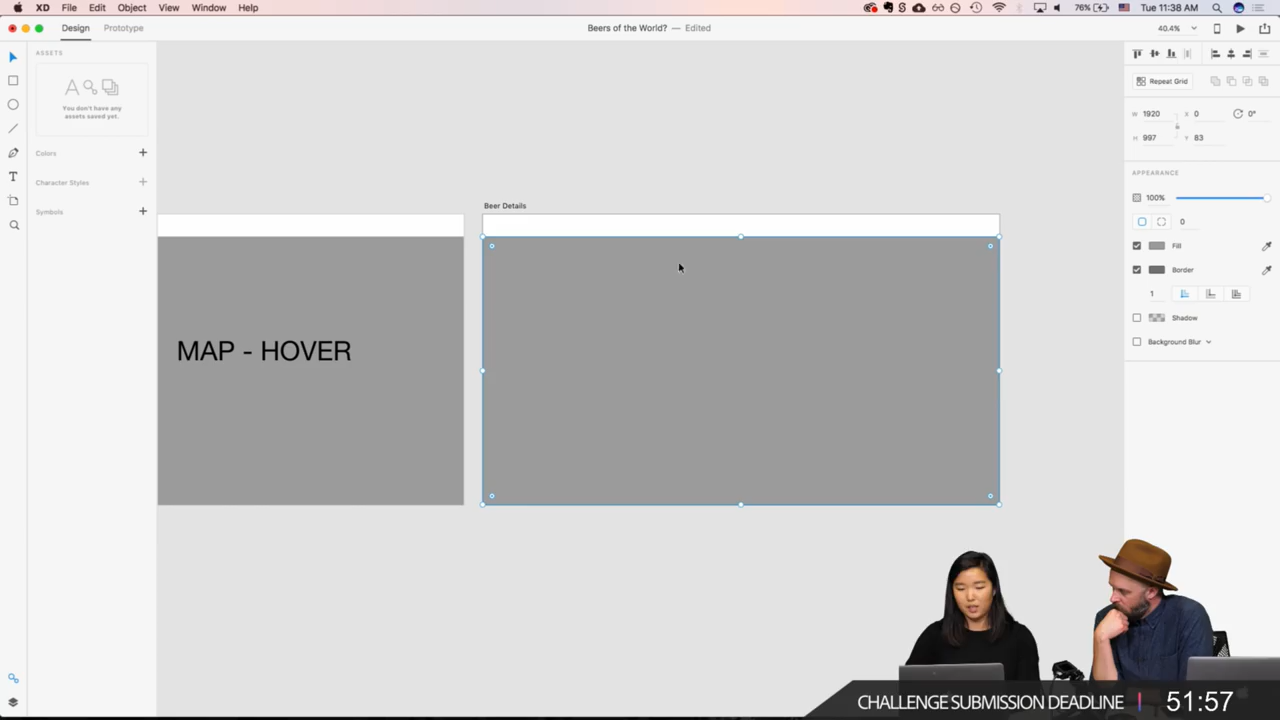 XD File Edit Object View Window Help
76% Tue 11:38 AM
Design Prototype
Beers of the World? — Edited
40.4%
ASSETS
You don't have any
assets saved yet.
Colors
Character Styles
Symbols
Beer Details
MAP - HOVER
Repeat Grid
W 1920 X 0 0°
H 997 Y 83
APPEARANCE
100%
0
Fill
Border
1
Shadow
Background Blur
CHALLENGE SUBMISSION DEADLINE | 51:57